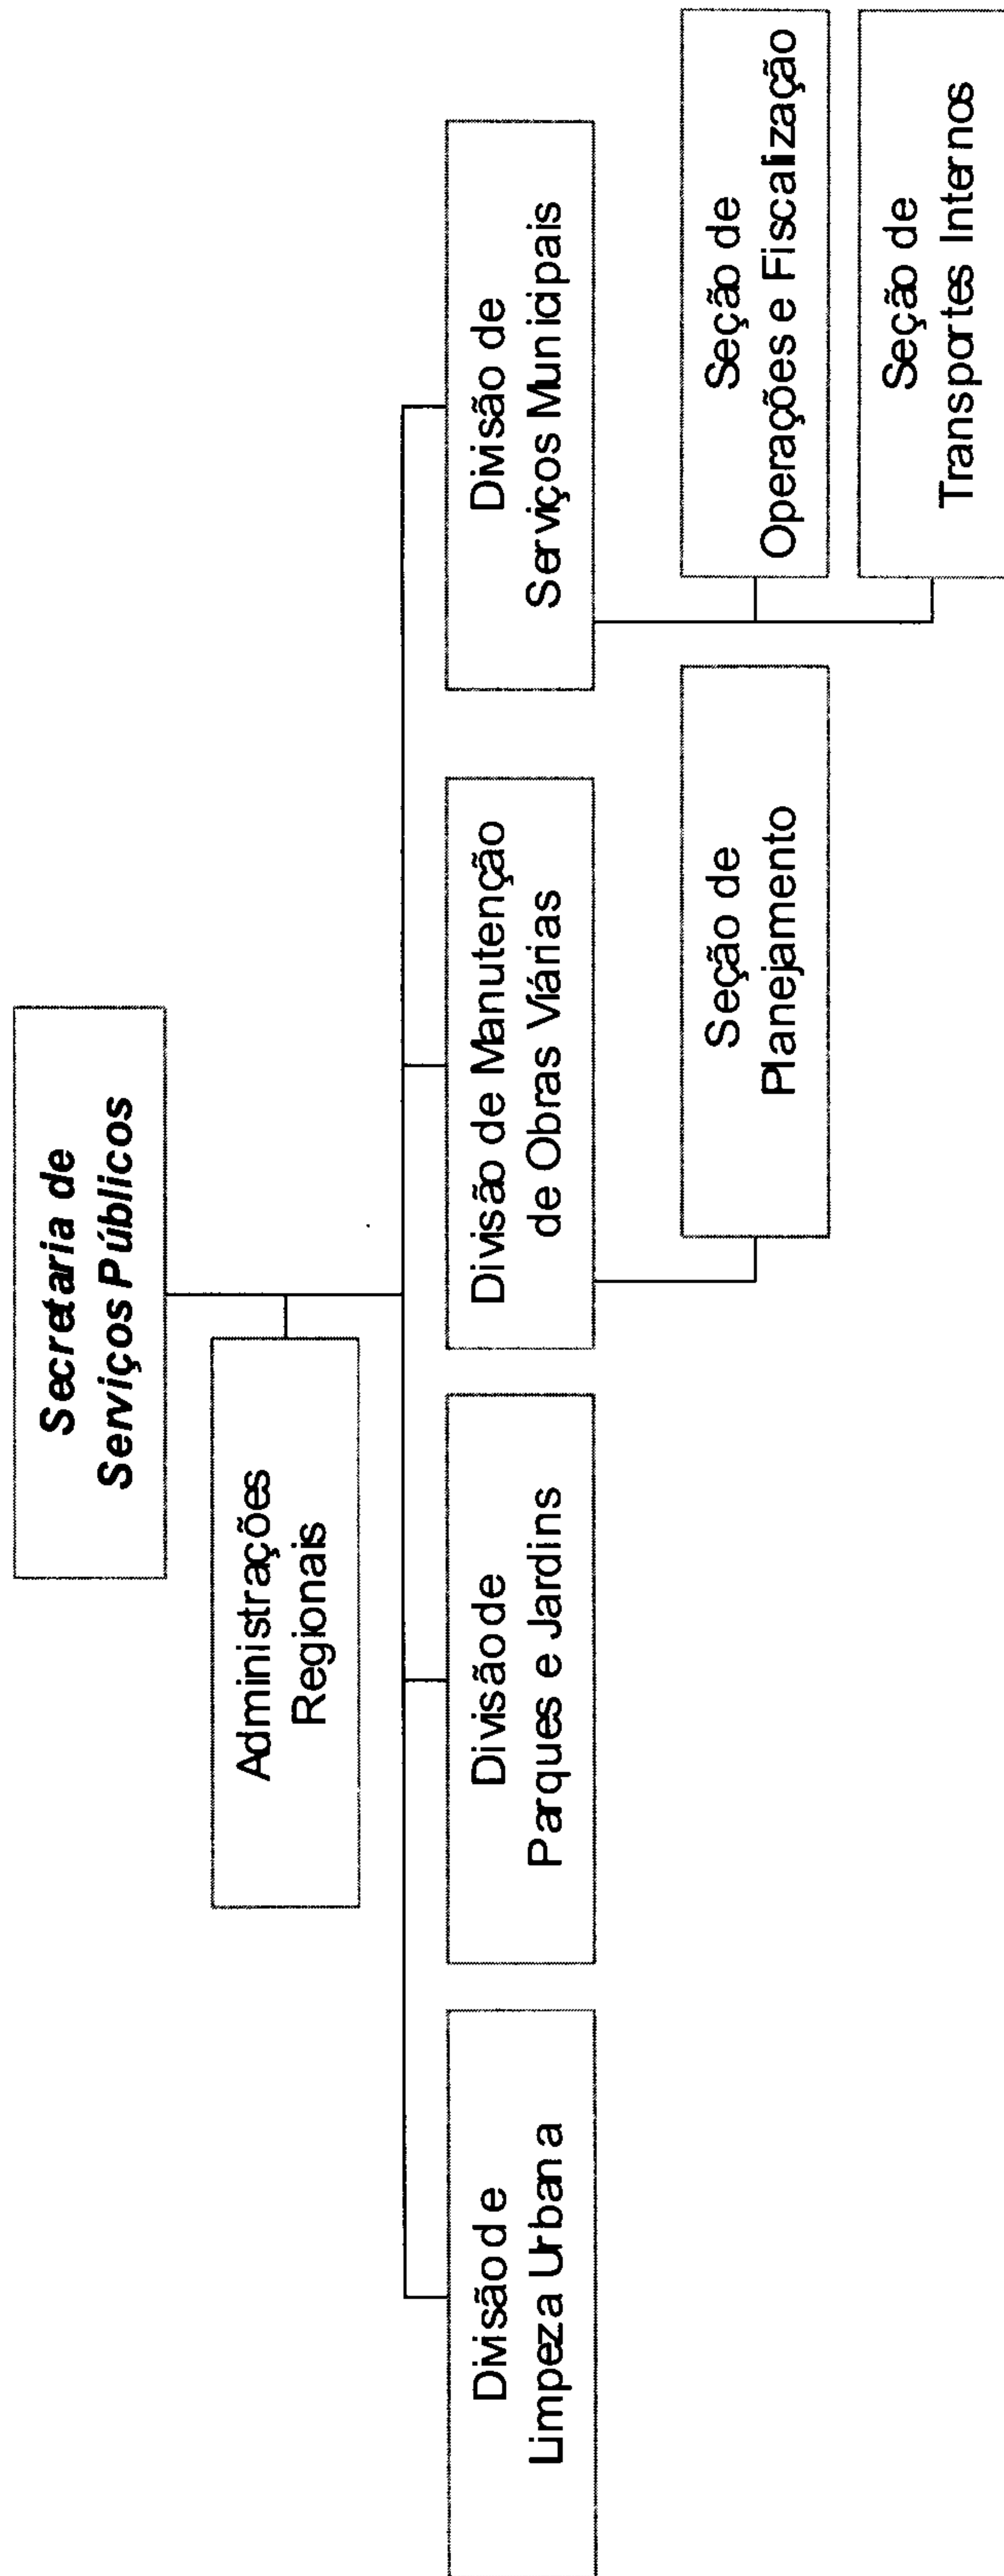 Secretaria de
Serviços Públicos
Administrações
Regionais
Divisão de
Limpeza Urbana
Divisão de
Parques e Jardins
Divisão de Manutenção
de Obras Viárias
Divisão de
Serviços Municipais
Seção de
Planejamento
Seção de
Operações e Fiscalização
Seção de
Transportes Internos